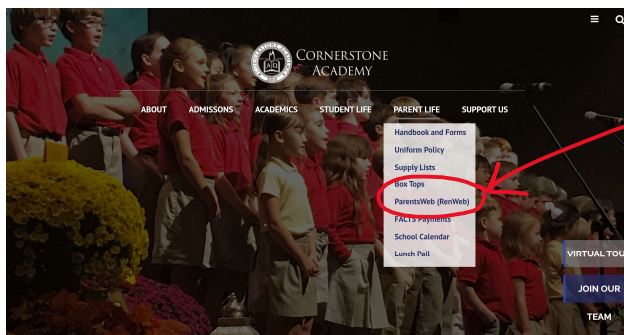 CORNERSTONE
ACADEMY
ABOUT ADMISSONS ACADEMICS STUDENT LIFE PARENT LIFE SUPPORT US
Handbook and Forms
Uniform Policy
Supply Lists
Box Tops
ParentsWeb (RenWeb)
FACTS Payments
School Calendar
Lunch Pail
VIRTUAL TOU
JOIN OUR
TEAM